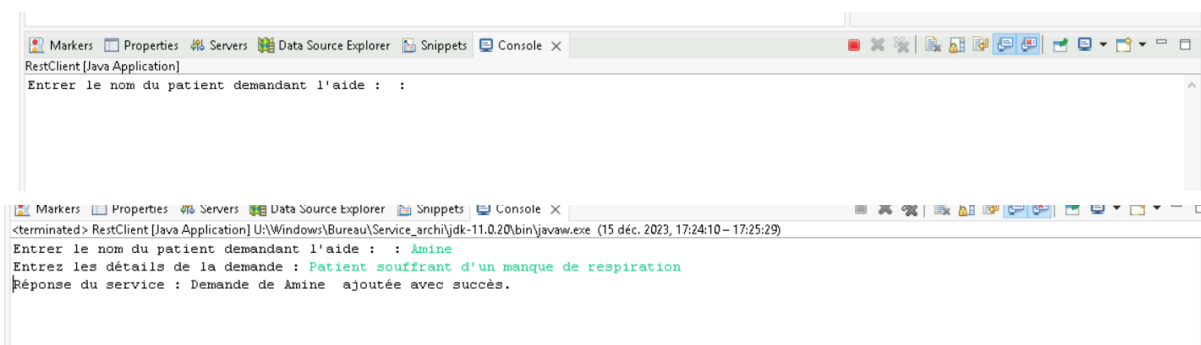 Markers Properties Servers Data Source Explorer Snippets Console
RestClient [Java Application]
Entrer le nom du patient demandant l'aide :  :
Markers Properties Servers Data Source Explorer Snippets Console
<terminated> RestClient [Java Application] U:\Windows\Bureau\Service_archi\jdk-11.0.20\bin\javaw.exe (15 déc. 2023, 17:24:10 – 17:25:29)
Entrer le nom du patient demandant l'aide :  : Amine
Entrez les détails de la demande : Patient souffrant d'un manque de respiration
Réponse du service : Demande de Amine  ajoutée avec succès.